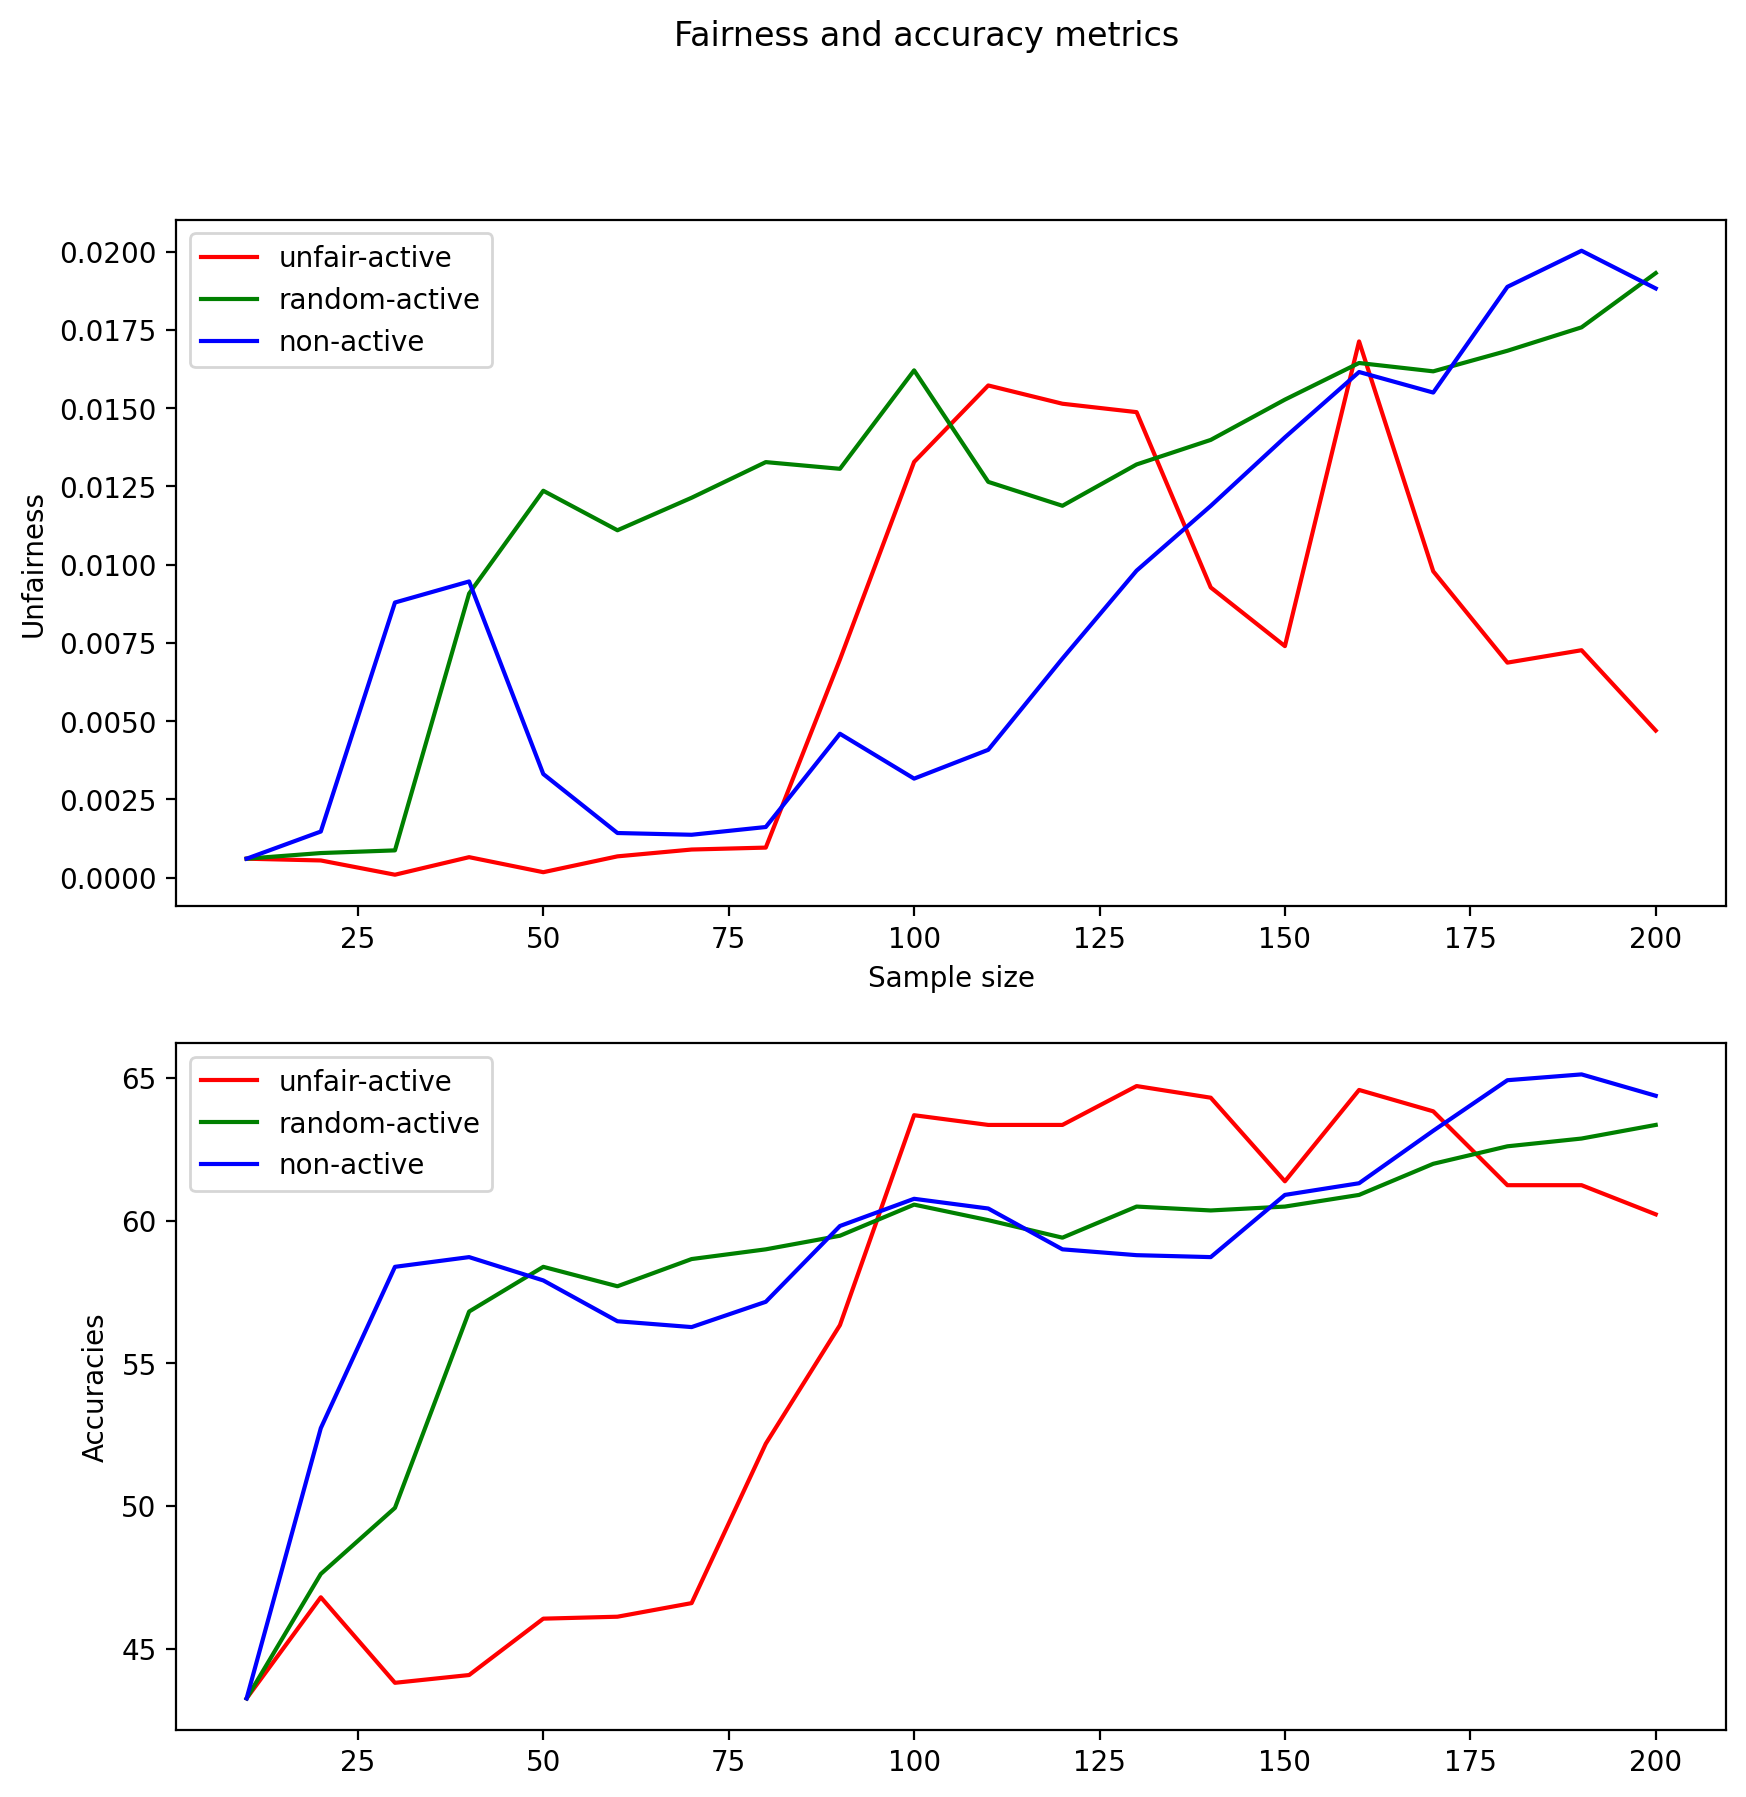 Fairness and accuracy metrics
unfair-active
random-active
non-active
0.0200
0.0175
0.0150
0.0125
0.0100
0.0075
0.0050
0.0025
0.0000
Unfairness
25 50 75 100 125 150 175 200
Sample size
unfair-active
random-active
non-active
65
60
55
50
45
Accuracies
25 50 75 100 125 150 175 200